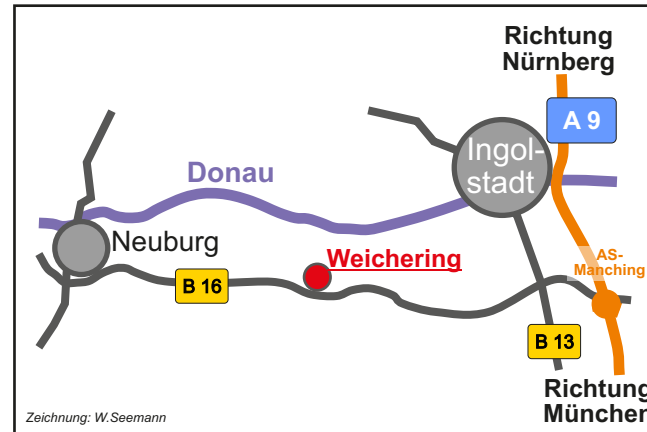 Richtung
Nürnberg
A 9
Ingol-
stadt
Donau
Neuburg
Weichering
AS-
Manching
B 16
B 13
Richtung
München
Zeichnung: W.Seemann